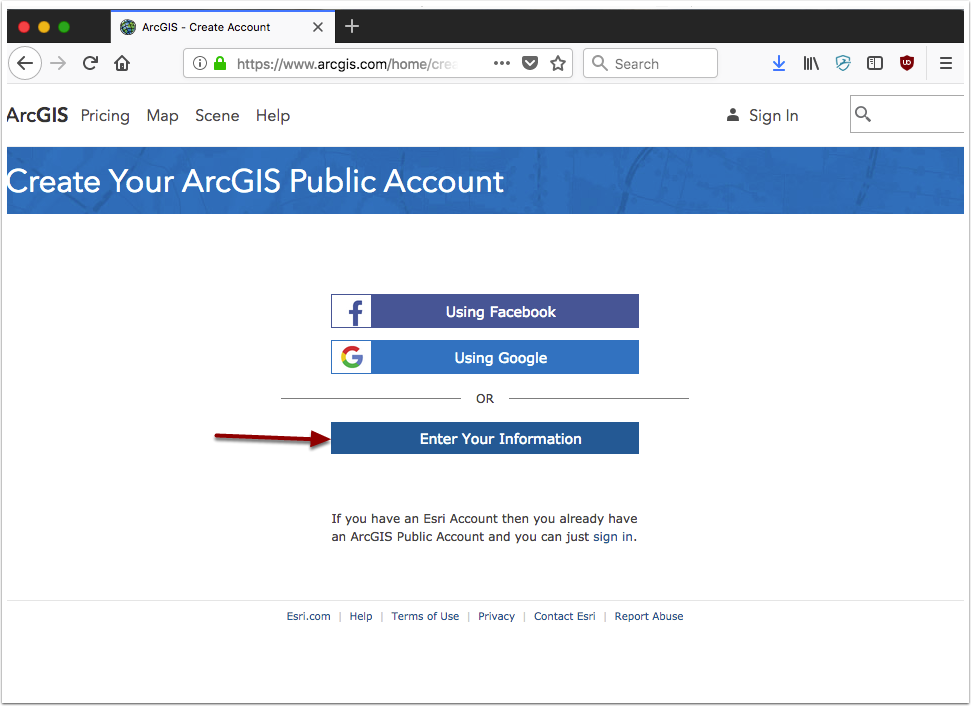 ArcGIS - Create Account
https://www.arcgis.com/home/crea
Search
ArcGIS Pricing Map Scene Help Sign In
Create Your ArcGIS Public Account
Using Facebook
Using Google
OR
Enter Your Information
If you have an Esri Account then you already have
an ArcGIS Public Account and you can just sign in.
Esri.com | Help | Terms of Use | Privacy | Contact Esri | Report Abuse